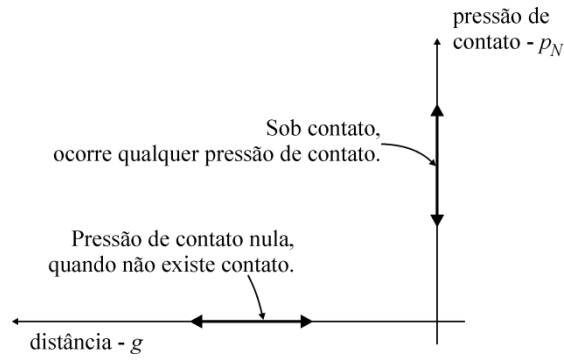 pressão de
contato - p_N
Sob contato,
ocorre qualquer pressão de contato.
Pressão de contato nula,
quando não existe contato.
distância - g